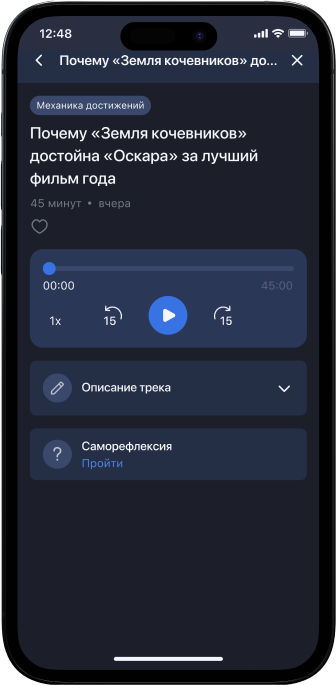 12:48
Почему «Земля кочевников» до...
Механика достижений
Почему «Земля кочевников»
достойна «Оскара» за лучший
фильм года
45 минут • вчера
00:00 45:00
1x 15 15
Описание трека
?
Саморефлексия
Пройти